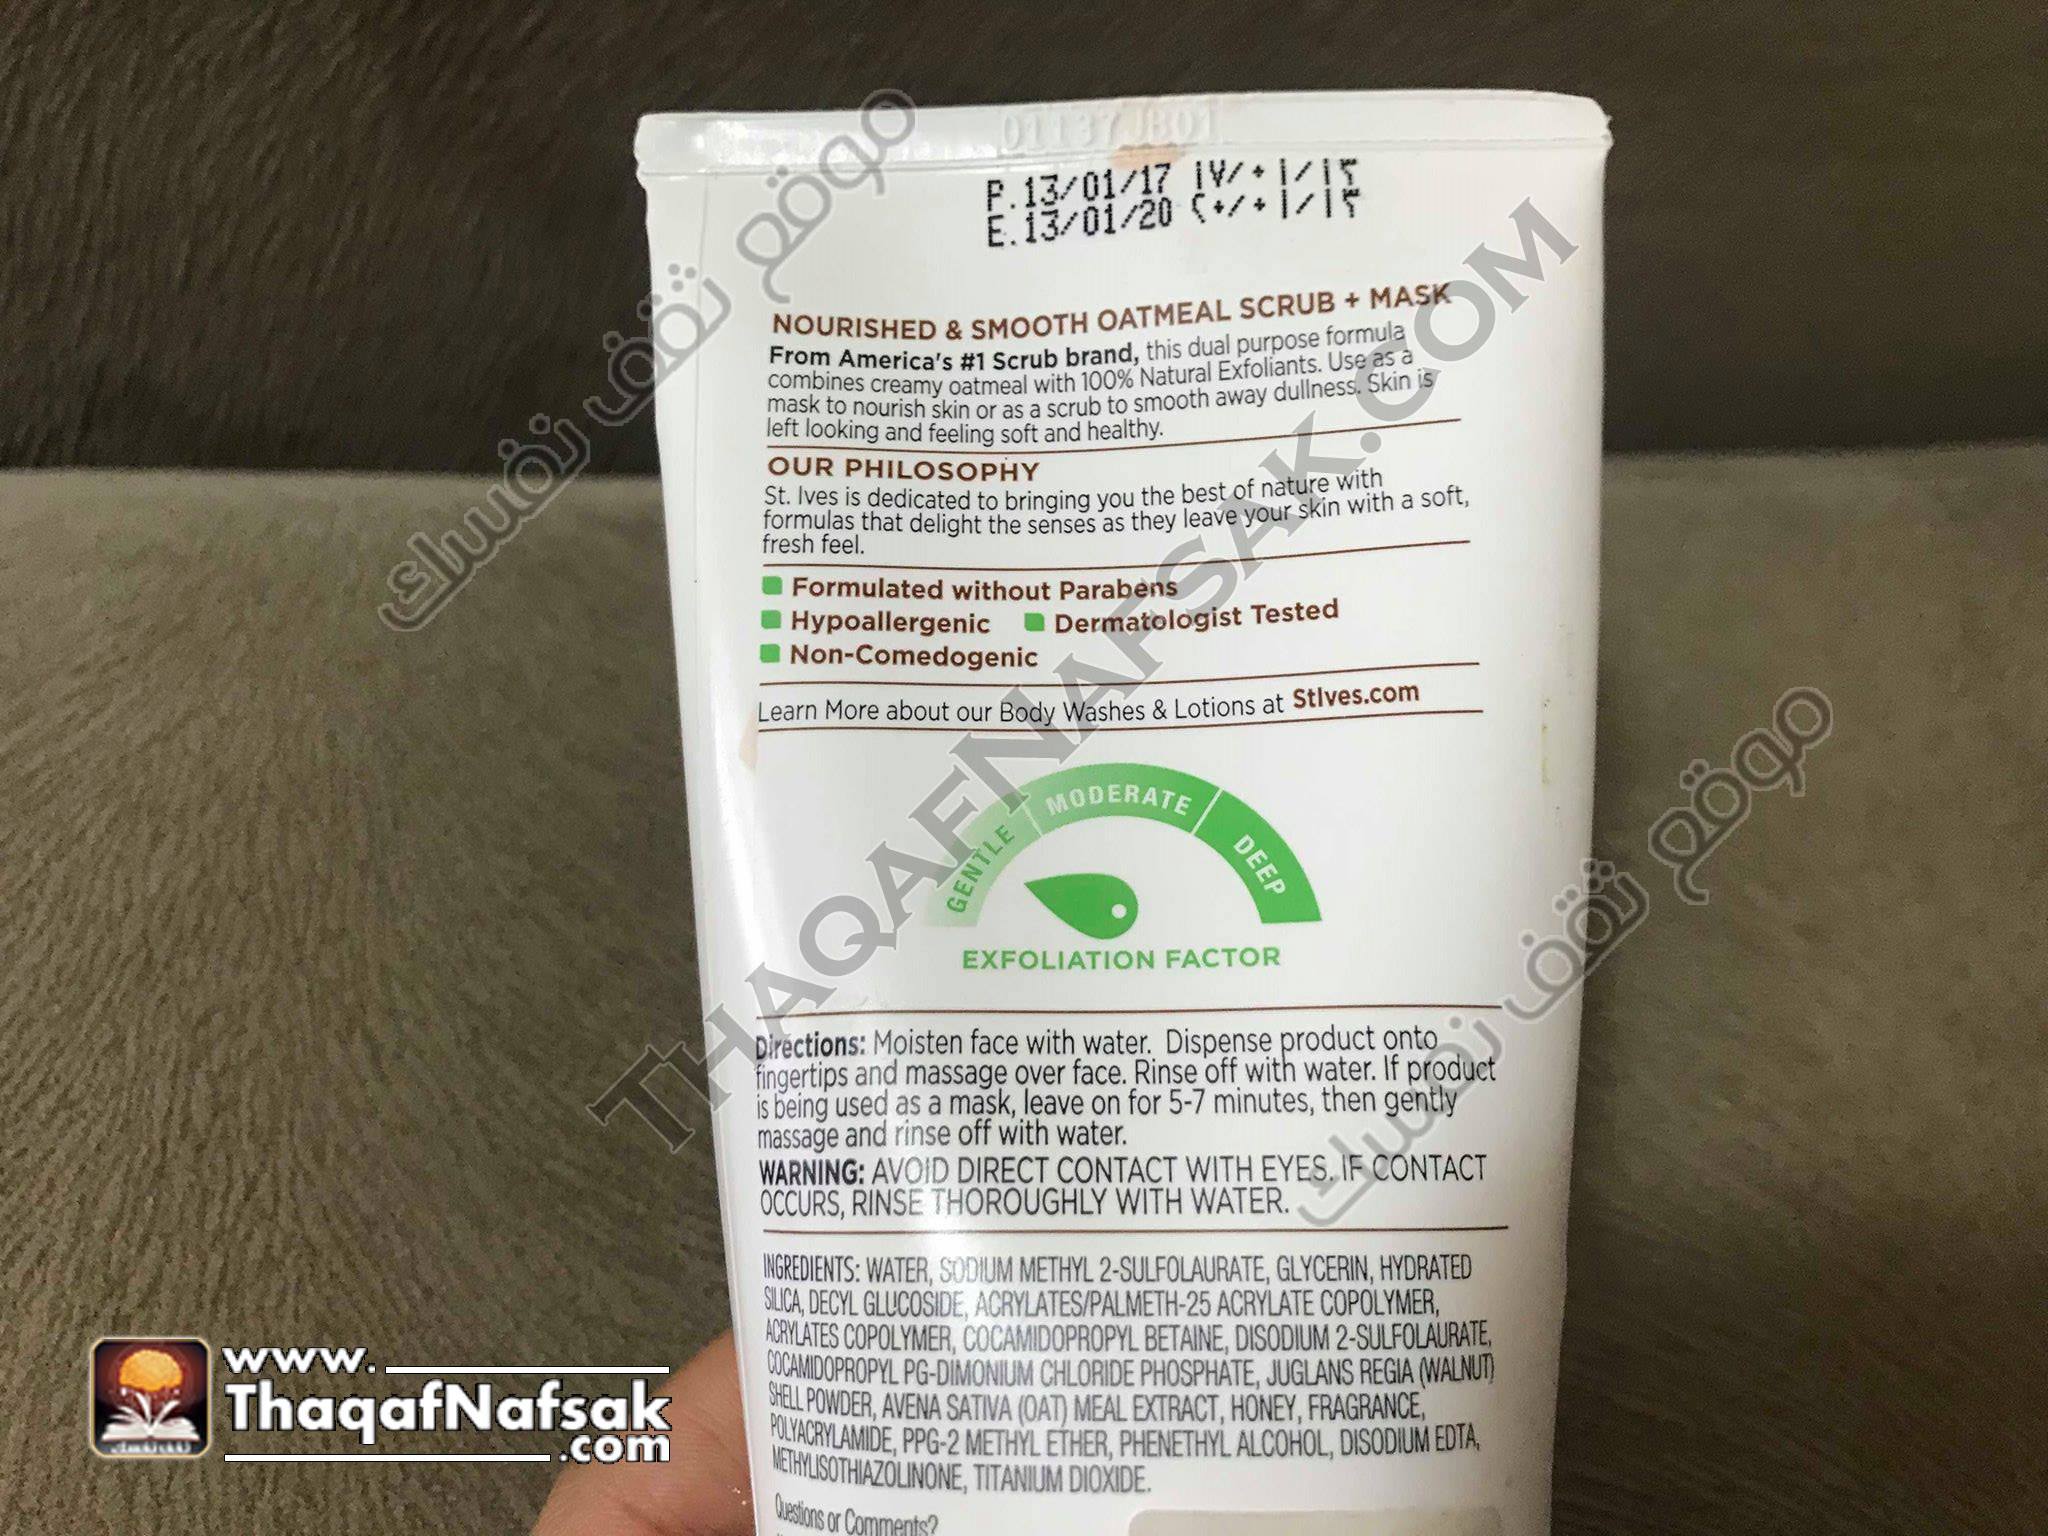 01137JB01
P.13/01/17 ١٧/٠١/١٣
E.13/01/20 ٢٠/٠١/١٣
NOURISHED & SMOOTH OATMEAL SCRUB + MASK
From America's #1 Scrub brand, this dual purpose formula
combines creamy oatmeal with 100% Natural Exfoliants. Use as a
mask to nourish skin or as a scrub to smooth away dullness. Skin is
left looking and feeling soft and healthy.
OUR PHILOSOPHY
St. Ives is dedicated to bringing you the best of nature with
formulas that delight the senses as they leave your skin with a soft,
fresh feel.
Formulated without Parabens
Hypoallergenic Dermatologist Tested
Non-Comedogenic
Learn More about our Body Washes & Lotions at StIves.com
GENTLE MODERATE DEEP
EXFOLIATION FACTOR
Directions: Moisten face with water. Dispense product onto
fingertips and massage over face. Rinse off with water. If product
is being used as a mask, leave on for 5-7 minutes, then gently
massage and rinse off with water.
WARNING: AVOID DIRECT CONTACT WITH EYES. IF CONTACT
OCCURS, RINSE THOROUGHLY WITH WATER.
INGREDIENTS: WATER, SODIUM METHYL 2-SULFOLAURATE, GLYCERIN, HYDRATED
SILICA, DECYL GLUCOSIDE, ACRYLATES/PALMETH-25 ACRYLATE COPOLYMER,
ACRYLATES COPOLYMER, COCAMIDOPROPYL BETAINE, DISODIUM 2-SULFOLAURATE,
COCAMIDOPROPYL PG-DIMONIUM CHLORIDE PHOSPHATE, JUGLANS REGIA (WALNUT)
SHELL POWDER, AVENA SATIVA (OAT) MEAL EXTRACT, HONEY, FRAGRANCE,
POLYACRYLAMIDE, PPG-2 METHYL ETHER, PHENETHYL ALCOHOL, DISODIUM EDTA,
METHYLISOTHIAZOLINONE, TITANIUM DIOXIDE.
Questions or Comments?
موقع ثقف نفسك
THAQAFNAFSAK.COM
موقع ثقف نفسك
ثقف نفسك
www.
ThaqafNafsak
.com